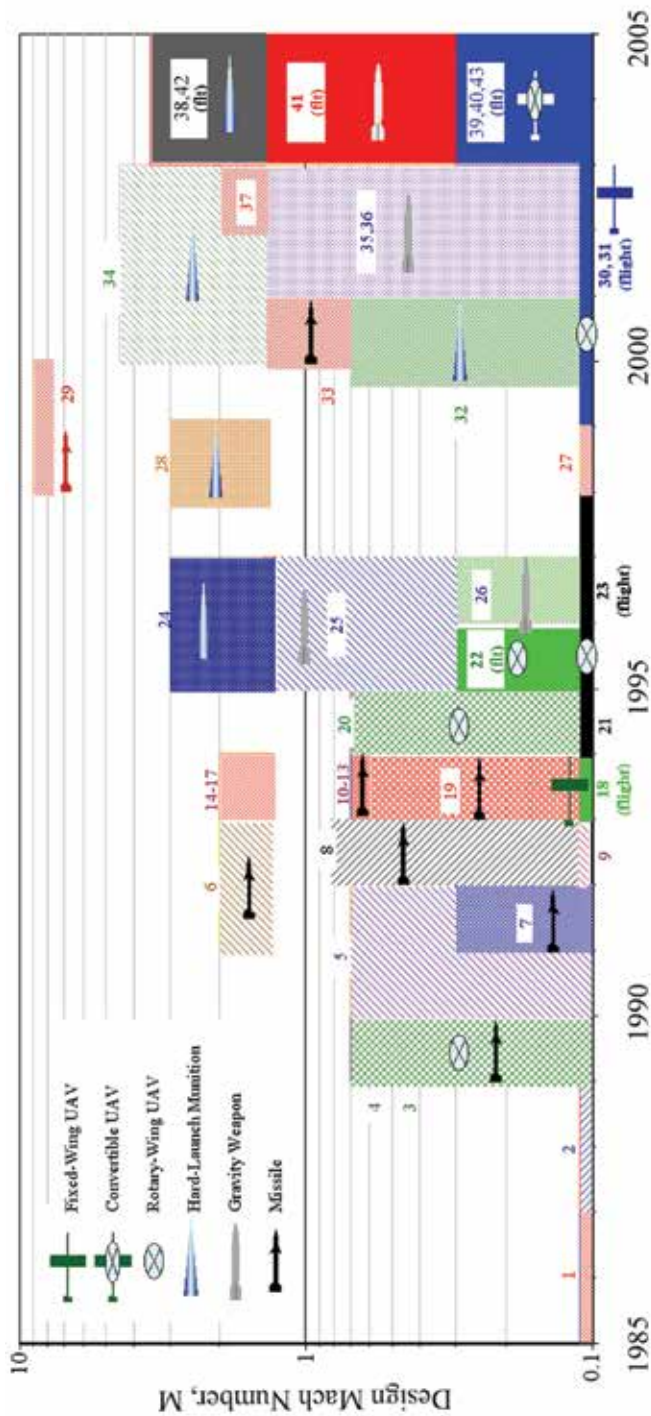 10
1
0.1
Design Mach Number, M
1985
1990
1995
2000
2005
Fixed-Wing UAV
Convertible UAV
Rotary-Wing UAV
Hard-Launch Munition
Gravity Weapon
Missile
1
2
3
4
5
6
7
8
9
10-13
14-17
18
(flight)
19
20
21
22
(flt)
23
(flight)
24
25
26
27
28
29
30, 31
(flight)
32
33
34
35,36
37
38,42
(flt)
41
(flt)
39,40,43
(flt)